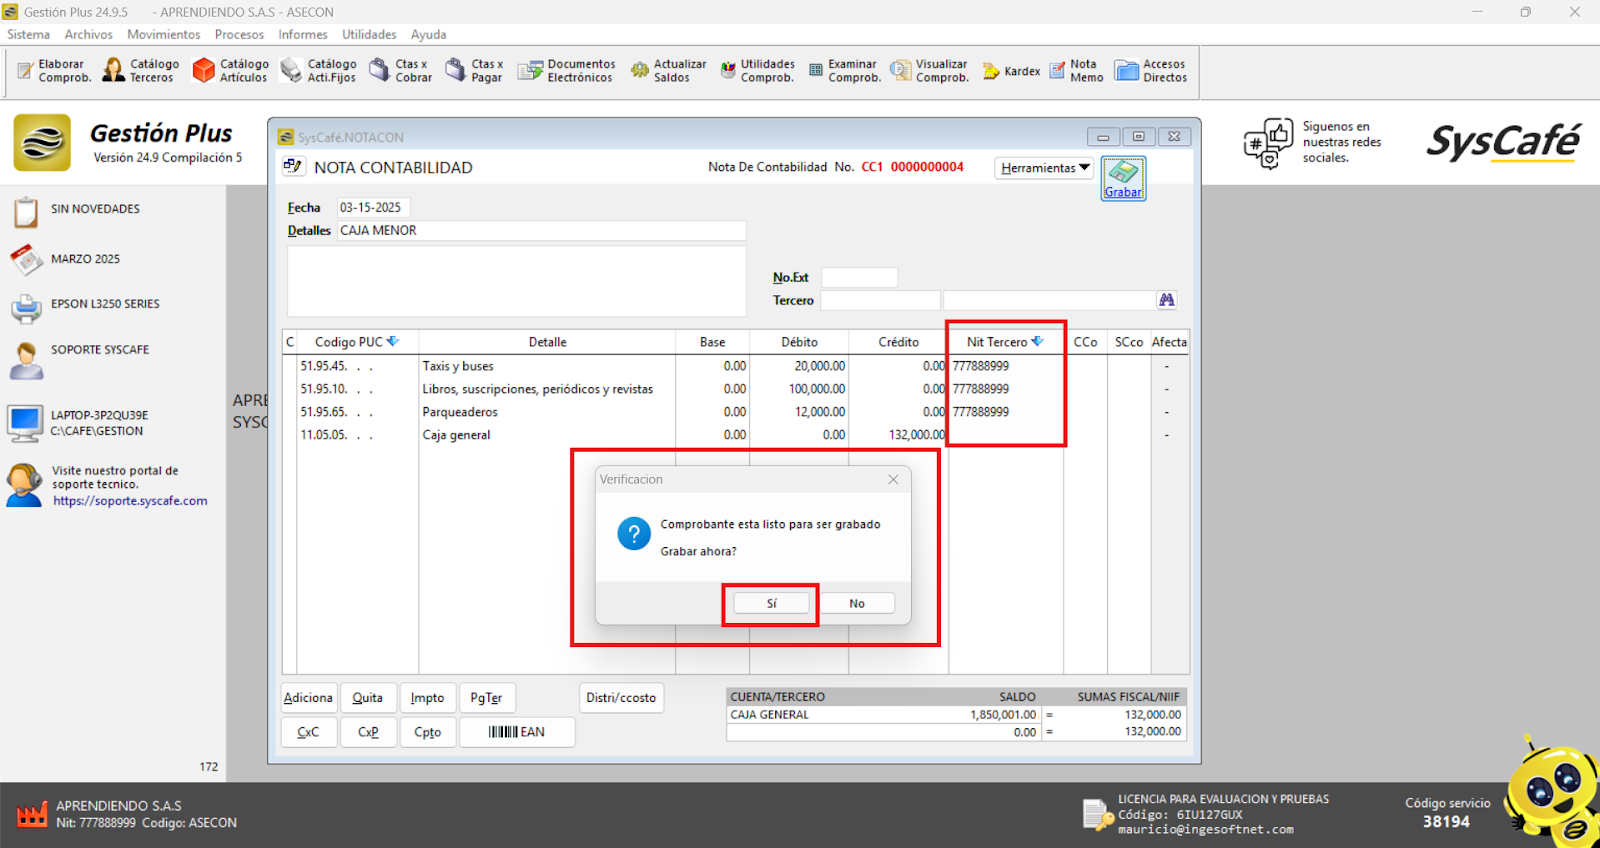 Gestión Plus 24.9.5 - APRENDIENDO S.A.S - ASECON
Sistema Archivos Movimientos Procesos Informes Utilidades Ayuda
Elaborar Comprob.
Catálogo Terceros
Catálogo Artículos
Catálogo Acti.Fijos
Ctas x Cobrar
Ctas x Pagar
Documentos Electrónicos
Actualizar Saldos
Utilidades Comprob.
Examinar Comprob.
Visualizar Comprob.
Kardex
Nota Memo
Accesos Directos
Gestión Plus
Versión 24.9 Compilación 5
Siguenos en
nuestras redes
sociales.
SysCafé
SIN NOVEDADES
MARZO 2025
EPSON L3250 SERIES
SOPORTE SYSCAFE
LAPTOP-3P2QU39E
C:\CAFE\GESTION
Visite nuestro portal de
soporte tecnico.
https://soporte.syscafe.com
172
APRE
SYSC
SysCafé.NOTACON
NOTA CONTABILIDAD
Nota De Contabilidad No. CC1 0000000004
Herramientas
Grabar
Fecha 03-15-2025
Detalles CAJA MENOR
No.Ext
Tercero
C Codigo PUC Detalle Base Débito Crédito Nit Tercero CCo SCco Afecta
51.95.45. . . Taxis y buses 0.00 20,000.00 0.00 777888999 -
51.95.10. . . Libros, suscripciones, periódicos y revistas 0.00 100,000.00 0.00 777888999 -
51.95.65. . . Parqueaderos 0.00 12,000.00 0.00 777888999 -
11.05.05. . . Caja general 0.00 0.00 132,000.00 -
Verificacion
?
Comprobante esta listo para ser grabado
Grabar ahora?
Sí No
Adiciona Quita Impto PgTer Distri/ccosto
CxC CxP Cpto EAN
CUENTA/TERCERO SALDO SUMAS FISCAL/NIIF
CAJA GENERAL 1,850,001.00 = 132,000.00
0.00 = 132,000.00
APRENDIENDO S.A.S
Nit: 777888999 Codigo: ASECON
LICENCIA PARA EVALUACION Y PRUEBAS
Código: 6IU127GUX
mauricio@ingesoftnet.com
Código servicio
38194